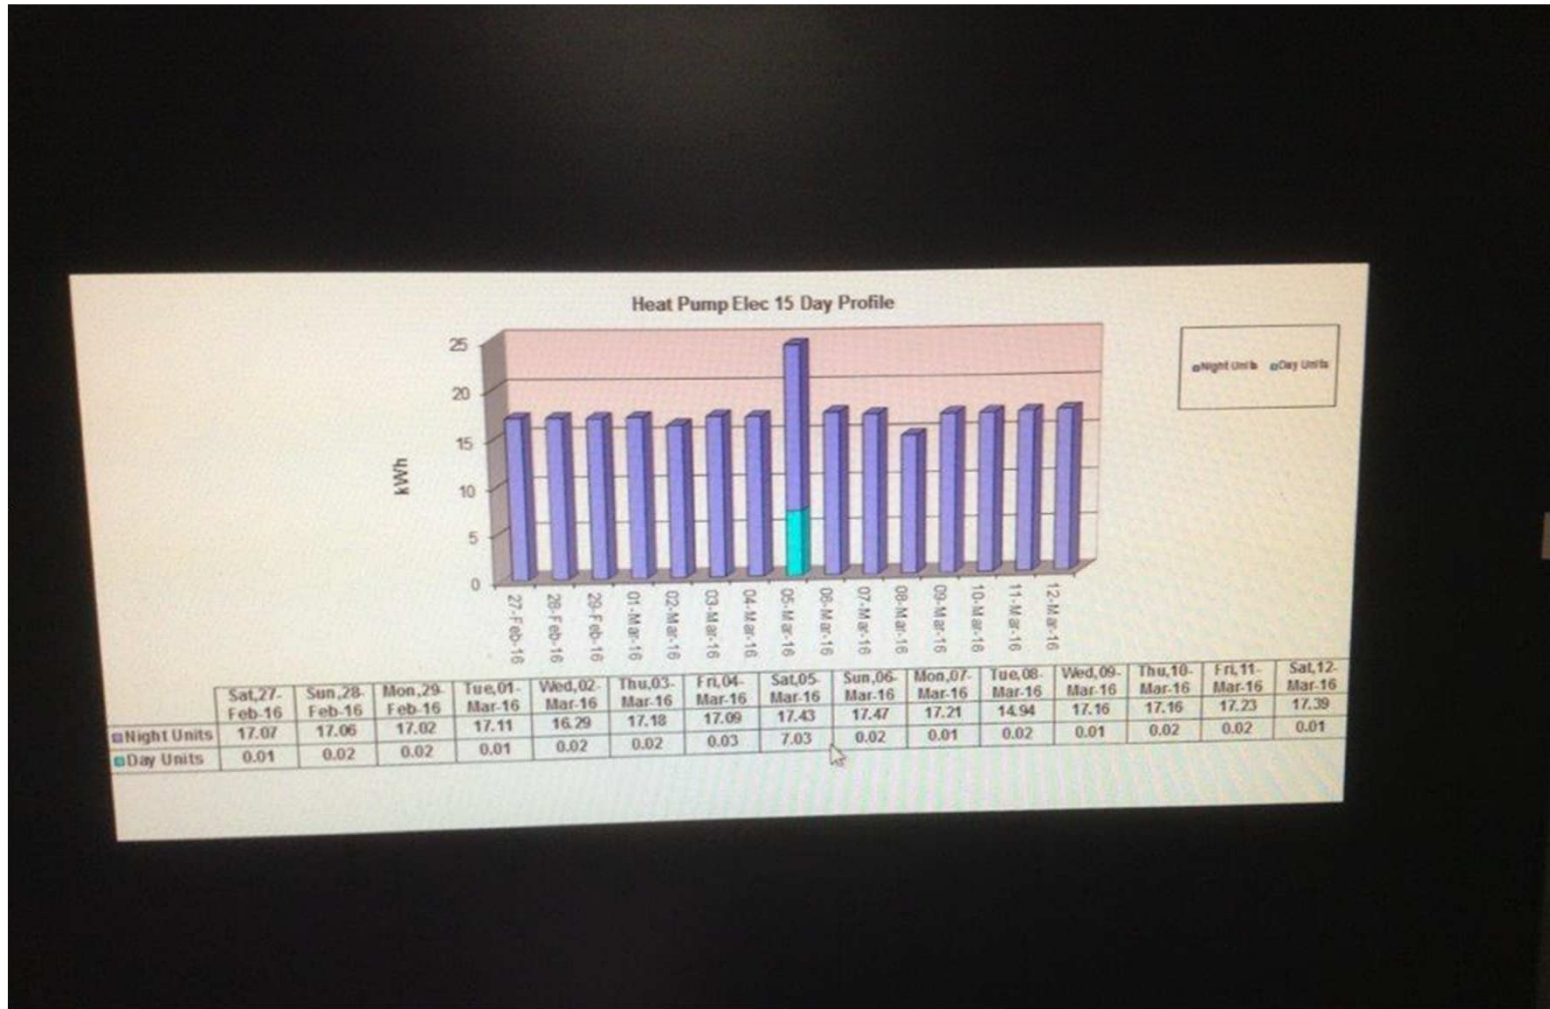 Heat Pump Elec 15 Day Profile
25
20
15
10
5
0
kWh
Night Units Day Units
27-Feb-16 28-Feb-16 29-Feb-16 01-Mar-16 02-Mar-16 03-Mar-16 04-Mar-16 05-Mar-16 06-Mar-16 07-Mar-16 08-Mar-16 09-Mar-16 10-Mar-16 11-Mar-16 12-Mar-16
Sat,27- Sun,28- Mon,29- Tue,01- Wed,02- Thu,03- Fri,04- Sat,05- Sun,06- Mon,07- Tue,08- Wed,09- Thu,10- Fri,11- Sat,12-
Feb-16 Feb-16 Feb-16 Mar-16 Mar-16 Mar-16 Mar-16 Mar-16 Mar-16 Mar-16 Mar-16 Mar-16 Mar-16 Mar-16 Mar-16
Night Units 17.07 17.06 17.02 17.11 16.29 17.18 17.09 17.43 17.47 17.21 14.94 17.16 17.16 17.23 17.39
Day Units 0.01 0.02 0.02 0.01 0.02 0.02 0.03 7.03 0.02 0.01 0.02 0.01 0.02 0.02 0.01